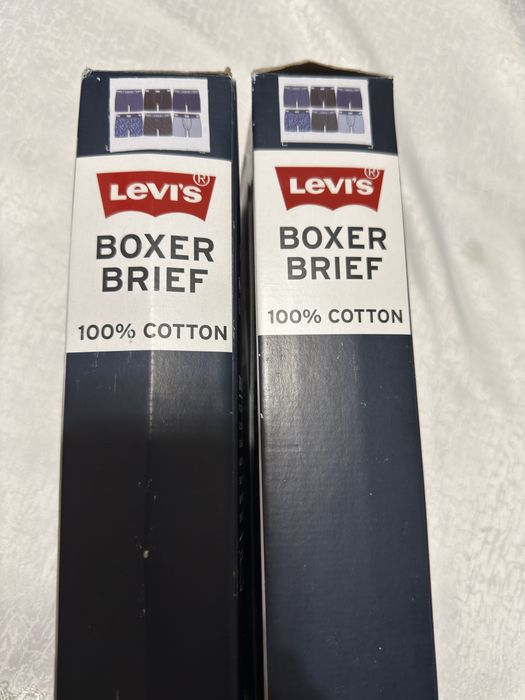 LEVI'S®
BOXER
BRIEF
100% COTTON
LEVI'S®
BOXER
BRIEF
100% COTTON